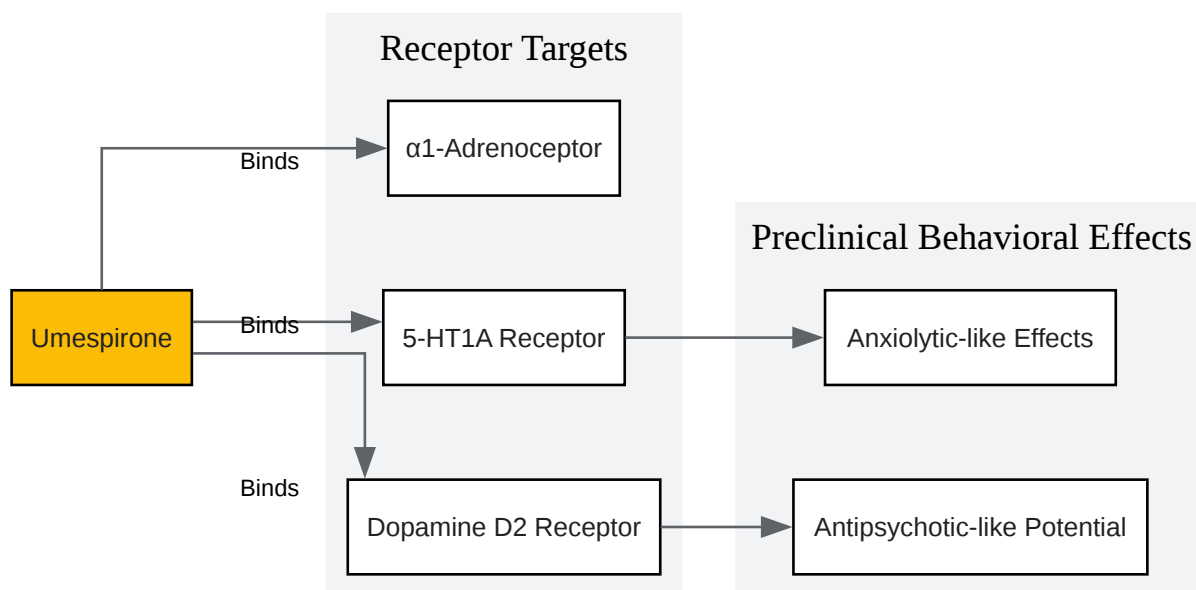 Receptor Targets
α1-Adrenoceptor
Binds
Preclinical Behavioral Effects
Umespirone
Binds
5-HT1A Receptor
Anxiolytic-like Effects
Binds
Dopamine D2 Receptor
Antipsychotic-like Potential